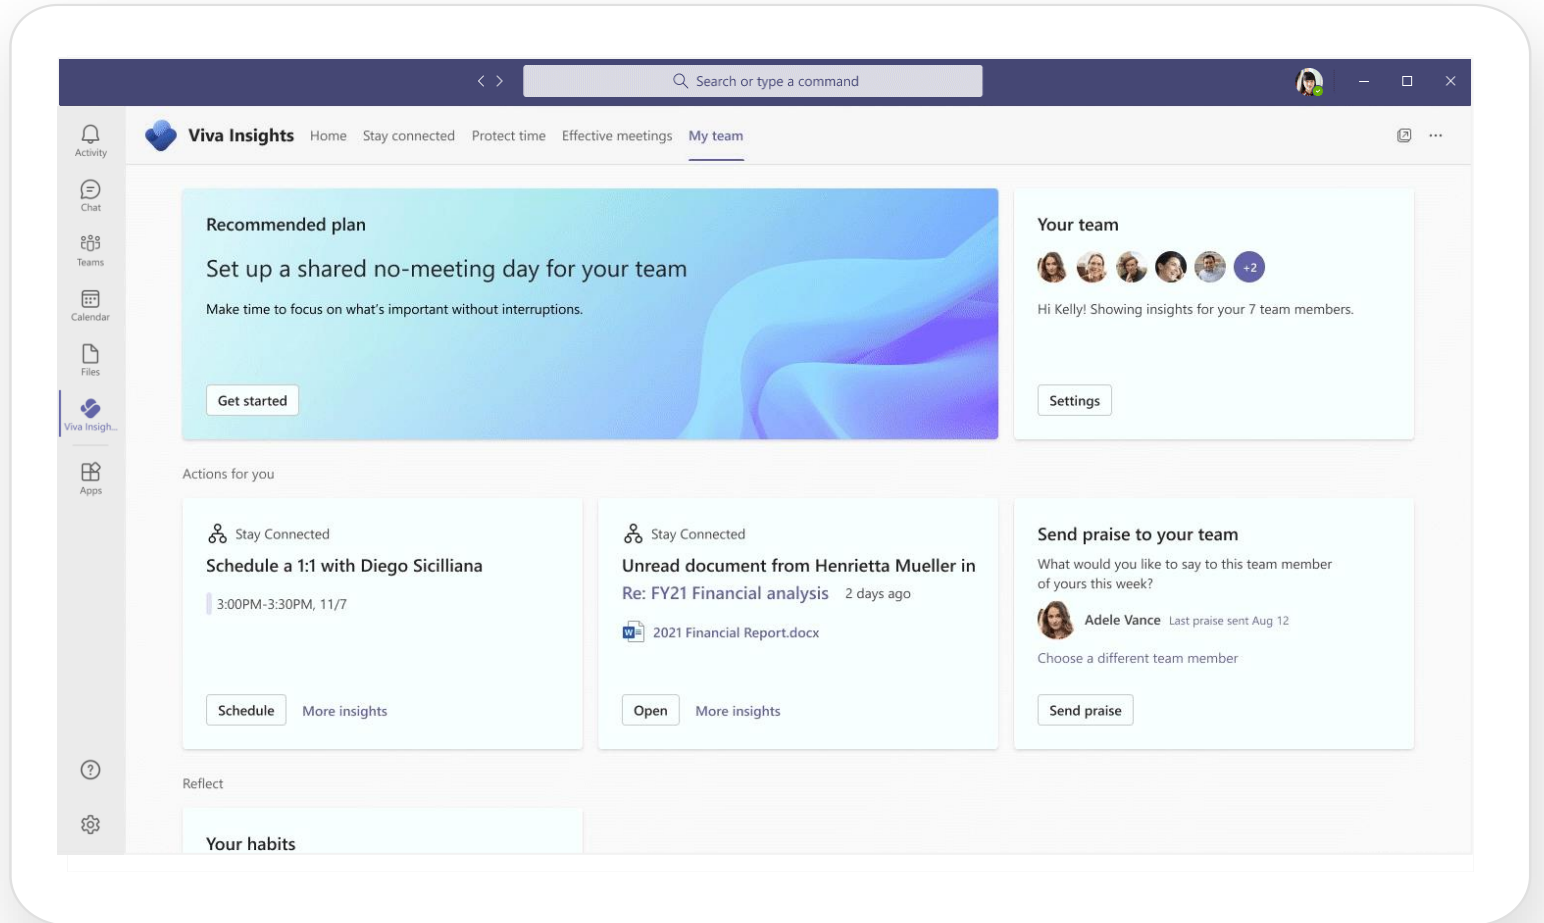 Search or type a command
Activity
Chat
Teams
Calendar
Files
Viva Insigh...
Apps
Viva Insights Home Stay connected Protect time Effective meetings My team
Recommended plan
Set up a shared no-meeting day for your team
Make time to focus on what's important without interruptions.
Get started
Your team
+2
Hi Kelly! Showing insights for your 7 team members.
Settings
Actions for you
Stay Connected
Schedule a 1:1 with Diego Sicilliana
3:00PM-3:30PM, 11/7
Schedule More insights
Stay Connected
Unread document from Henrietta Mueller in
Re: FY21 Financial analysis 2 days ago
2021 Financial Report.docx
Open More insights
Send praise to your team
What would you like to say to this team member
of yours this week?
Adele Vance Last praise sent Aug 12
Choose a different team member
Send praise
Reflect
Your habits